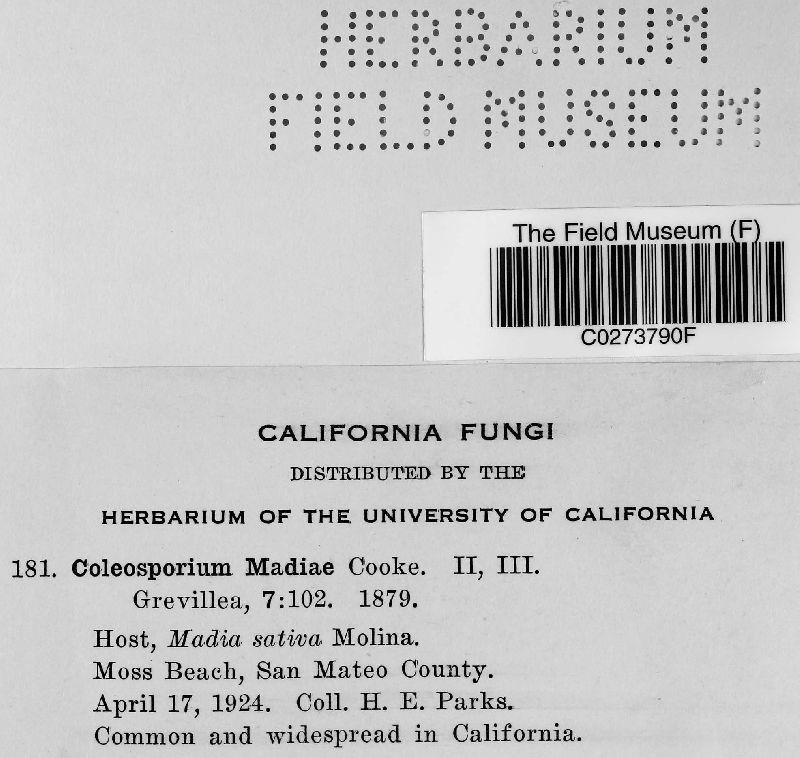 HERBARIUM
FIELD MUSEUM
The Field Museum (F)
C0273790F
CALIFORNIA FUNGI
DISTRIBUTED BY THE
HERBARIUM OF THE UNIVERSITY OF CALIFORNIA
181. Coleosporium Madiae Cooke. II, III.
Grevillea, 7:102. 1879.
Host, Madia sativa Molina.
Moss Beach, San Mateo County.
April 17, 1924. Coll. H. E. Parks.
Common and widespread in California.